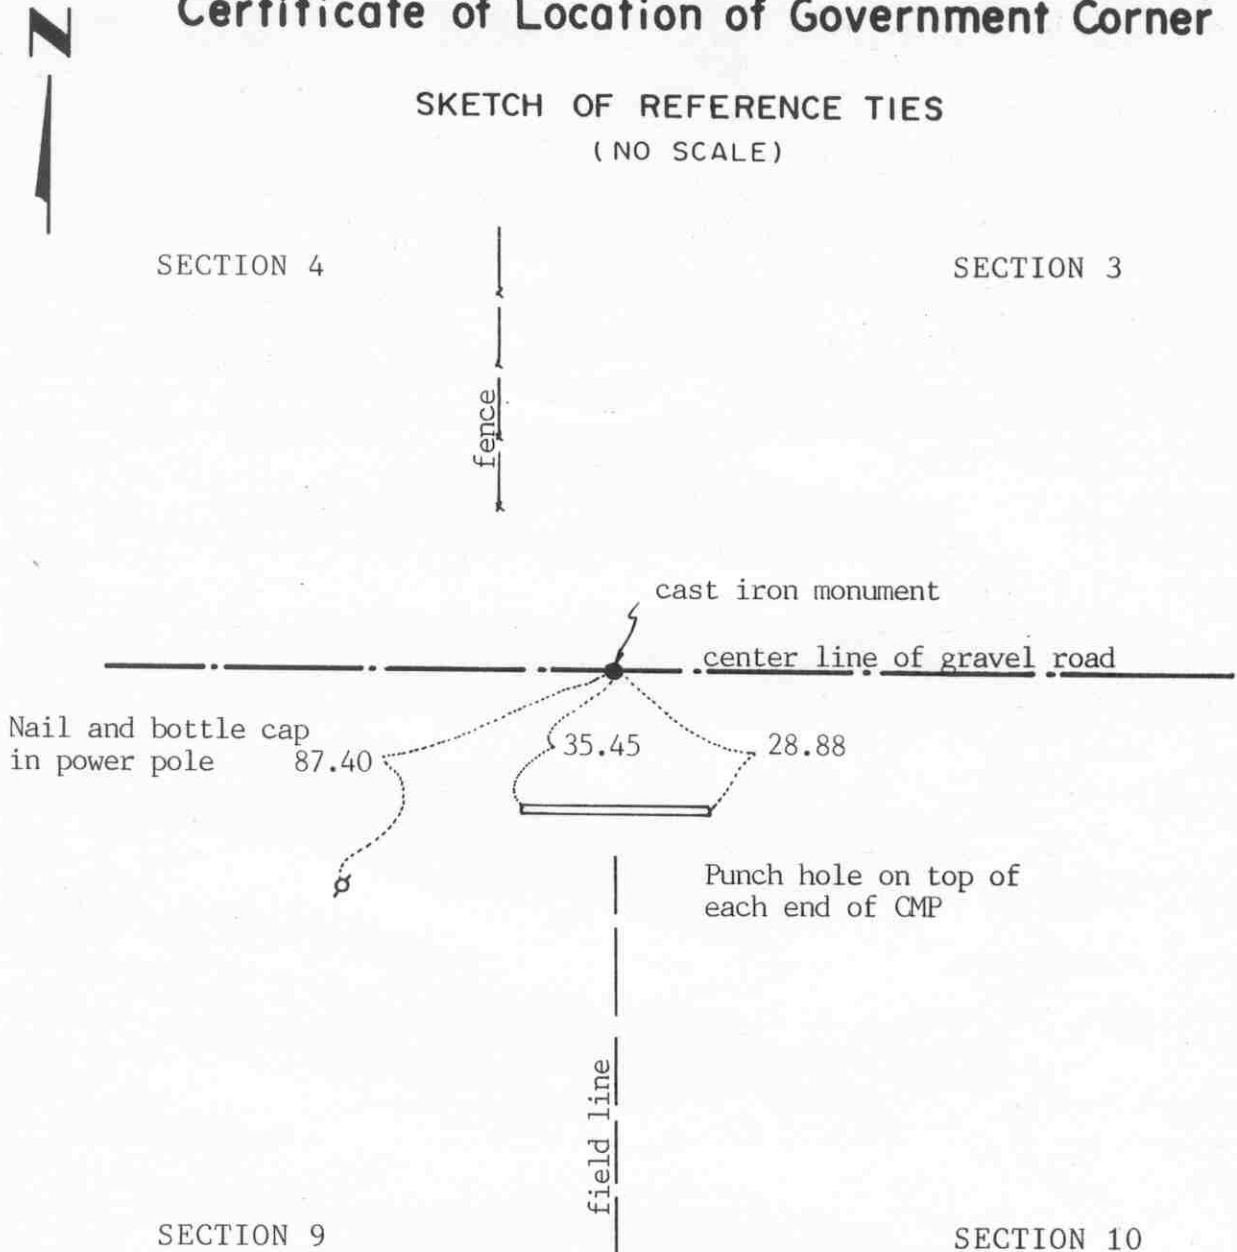 N
Certificate of Location of Government Corner
SKETCH OF REFERENCE TIES
(NO SCALE)
SECTION 4
SECTION 3
fence
cast iron monument
center line of gravel road
Nail and bottle cap
in power pole
87.40
35.45
28.88
Punch hole on top of
each end of CMP
field line
SECTION 9
SECTION 10